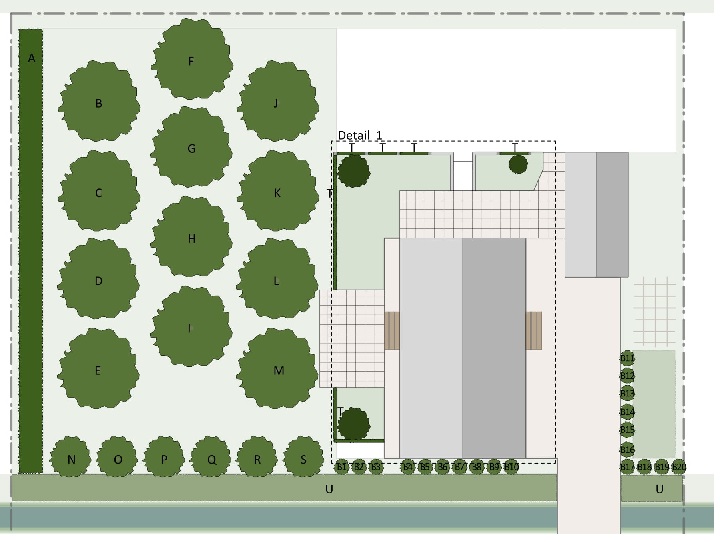 A
F
B
J
G
Detail 1
T T T T
C
K
T
H
D
L
I
E
M
B11
B12
B13
B14
B15
B16
T
N O P Q R S
B1 B2 B3 B4 B5 B6 B7 B8 B9 B10
B17 B18 B19 B20
U
U